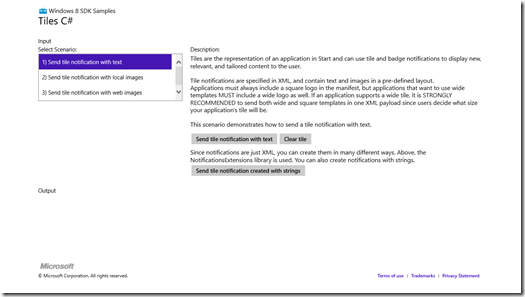 Windows 8 SDK Samples
Tiles C#
Input
Select Scenario:
1) Send tile notification with text
2) Send tile notification with local images
3) Send tile notification with web images
Description:
Tiles are the representation of an application in Start and can use tile and badge notifications to display new,
relevant, and tailored content to the user.
Tile notifications are specified in XML, and contain text and images in a pre-defined layout.
Applications must always include a square logo in the manifest, but applications that want to use wide
templates MUST include a wide logo as well. If an application supports a wide tile, it is STRONGLY
RECOMMENDED to send both wide and square templates in one XML payload since users decide what size
your application's tile will be.
This scenario demonstrates how to send a tile notification with text.
Send tile notification with text
Clear tile
Since notifications are just XML, you can create them in many different ways. Above, the
NotificationsExtensions library is used. You can also create notifications with strings.
Send tile notification created with strings
Output
Microsoft
© Microsoft Corporation. All rights reserved.
Terms of use | Trademarks | Privacy Statement